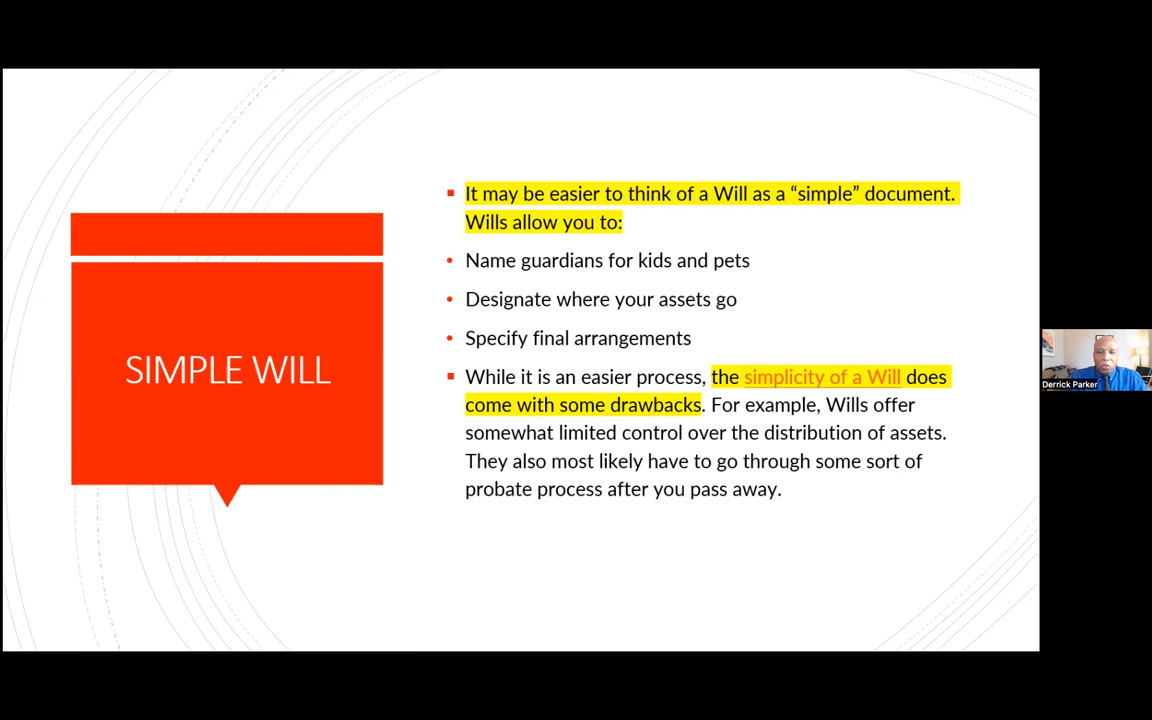 SIMPLE WILL
It may be easier to think of a Will as a “simple” document.
Wills allow you to:
Name guardians for kids and pets
Designate where your assets go
Specify final arrangements
While it is an easier process, the simplicity of a Will does
come with some drawbacks. For example, Wills offer
somewhat limited control over the distribution of assets.
They also most likely have to go through some sort of
probate process after you pass away.
Derrick Parker